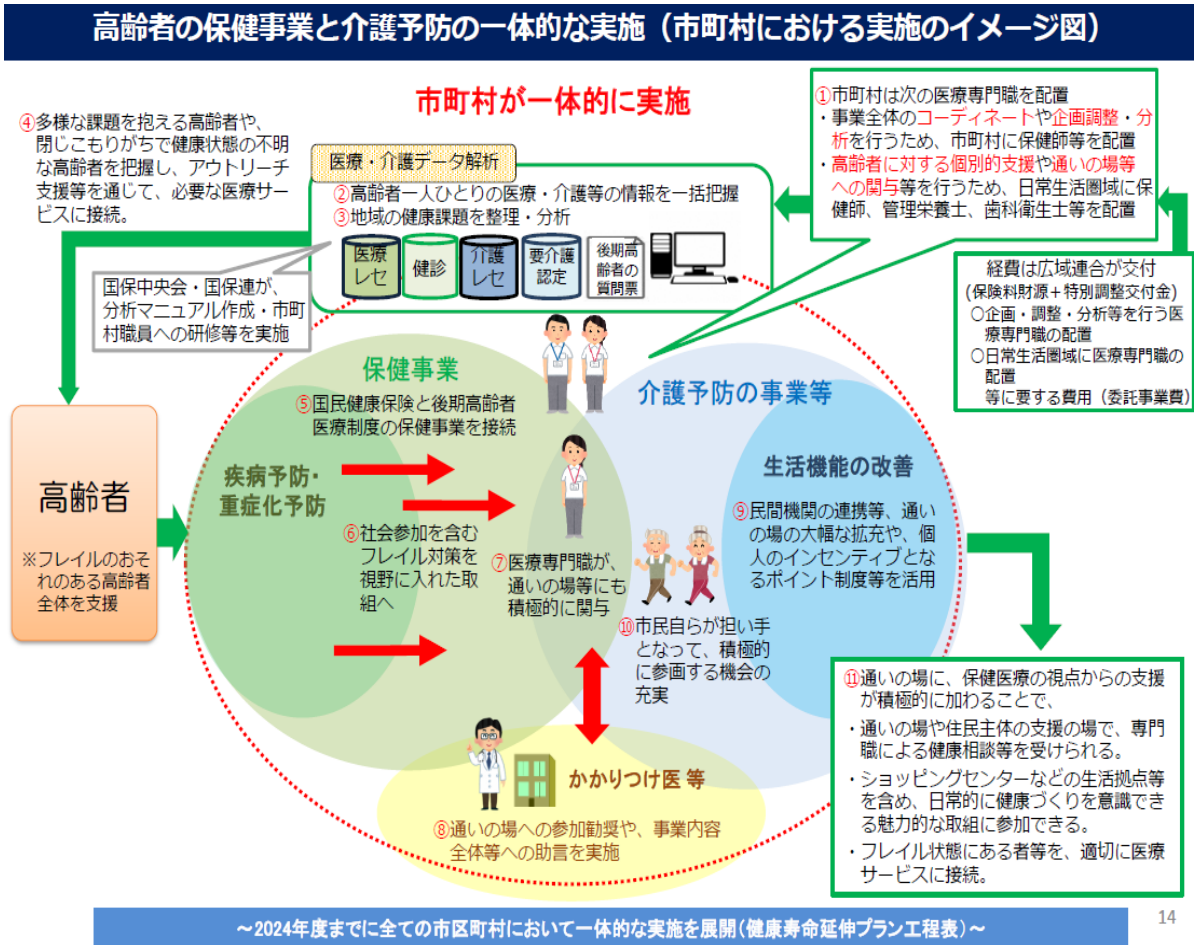 高齢者の保健事業と介護予防の一体的な実施（市町村における実施のイメージ図）
市町村が一体的に実施
①市町村は次の医療専門職を配置
・事業全体のコーディネートや企画調整・分
析を行うため、市町村に保健師等を配置
・高齢者に対する個別的支援や通いの場等
への関与等を行うため、日常生活圏域に保
健師、管理栄養士、歯科衛生士等を配置
④多様な課題を抱える高齢者や、
閉じこもりがちで健康状態の不明
な高齢者を把握し、アウトリーチ
支援等を通じて、必要な医療サー
ビスに接続。
医療・介護データ解析
②高齢者一人ひとりの医療・介護等の情報を一括把握
③地域の健康課題を整理・分析
医療
レセ
健診
介護
レセ
要介護
認定
後期高
齢者の
質問票
経費は広域連合が交付
(保険料財源＋特別調整交付金)
○企画・調整・分析等を行う医
療専門職の配置
○日常生活圏域に医療専門職の
配置
等に要する費用（委託事業費）
国保中央会・国保連が、
分析マニュアル作成・市町
村職員への研修等を実施
保健事業
⑤国民健康保険と後期高齢者
医療制度の保健事業を接続
介護予防の事業等
高齢者
※フレイルのおそ
れのある高齢者
全体を支援
疾病予防・
重症化予防
⑥社会参加を含む
フレイル対策を
視野に入れた取
組へ
⑦医療専門職が、
通いの場等にも
積極的に関与
生活機能の改善
⑨民間機関の連携等、通い
の場の大幅な拡充や、個
人のインセンティブとな
るポイント制度等を活用
⑩市民自らが担い手
となって、積極的
に参画する機会の
充実
かかりつけ医 等
⑧通いの場への参加勧奨や、事業内容
全体等への助言を実施
⑪通いの場に、保健医療の視点からの支援
が積極的に加わることで、
・通いの場や住民主体の支援の場で、専門
職による健康相談等を受けられる。
・ショッピングセンターなどの生活拠点等
を含め、日常的に健康づくりを意識でき
る魅力的な取組に参加できる。
・フレイル状態にある者等を、適切に医療
サービスに接続。
～2024年度までに全ての市区町村において一体的な実施を展開(健康寿命延伸プラン工程表)～
14